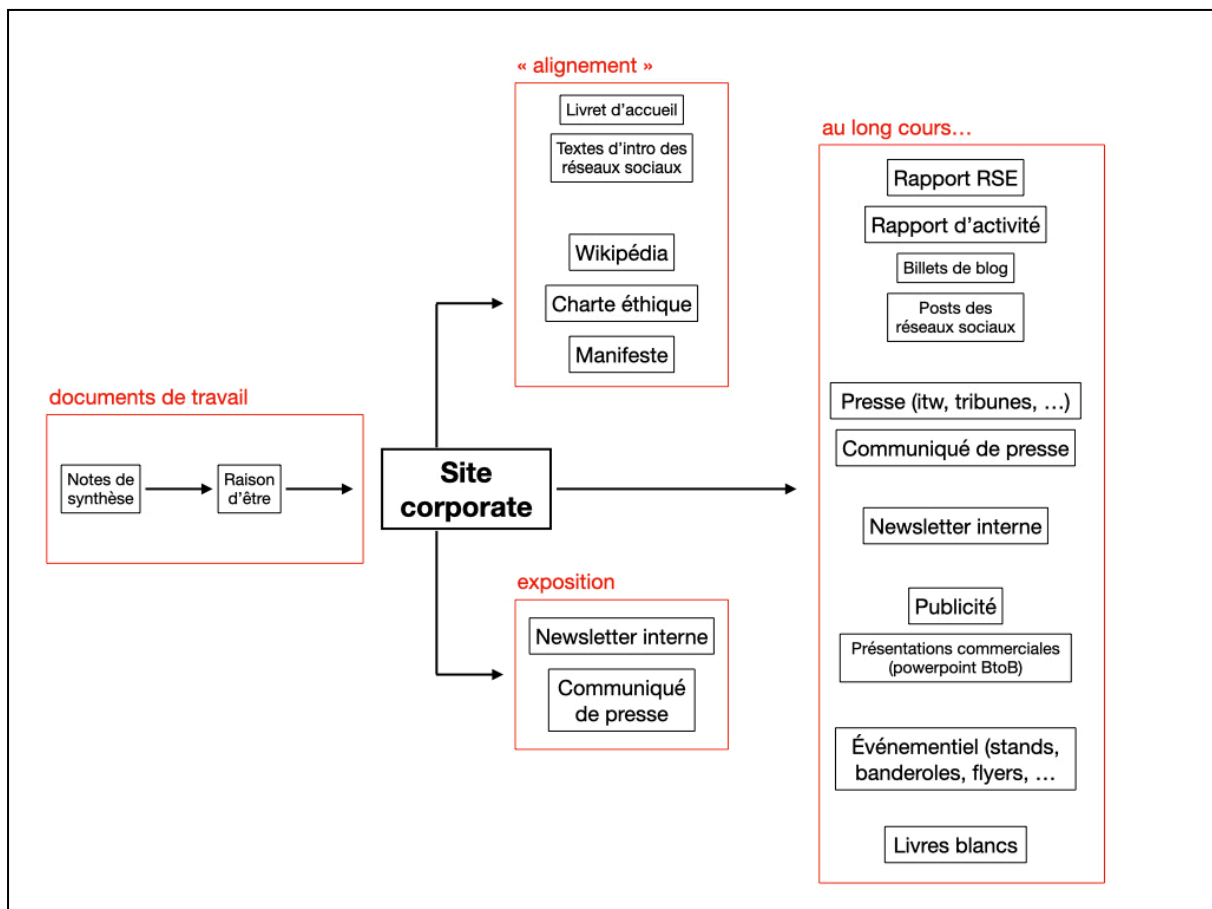 « alignement »
Livret d’accueil
Textes d’intro des
réseaux sociaux
Wikipédia
Charte éthique
Manifeste
documents de travail
Notes de
synthèse
Raison
d’être
Site
corporate
exposition
Newsletter interne
Communiqué
de presse
au long cours…
Rapport RSE
Rapport d’activité
Billets de blog
Posts des
réseaux sociaux
Presse (itw, tribunes, …)
Communiqué de presse
Newsletter interne
Publicité
Présentations commerciales
(powerpoint BtoB)
Événementiel (stands,
banderoles, flyers, …
Livres blancs